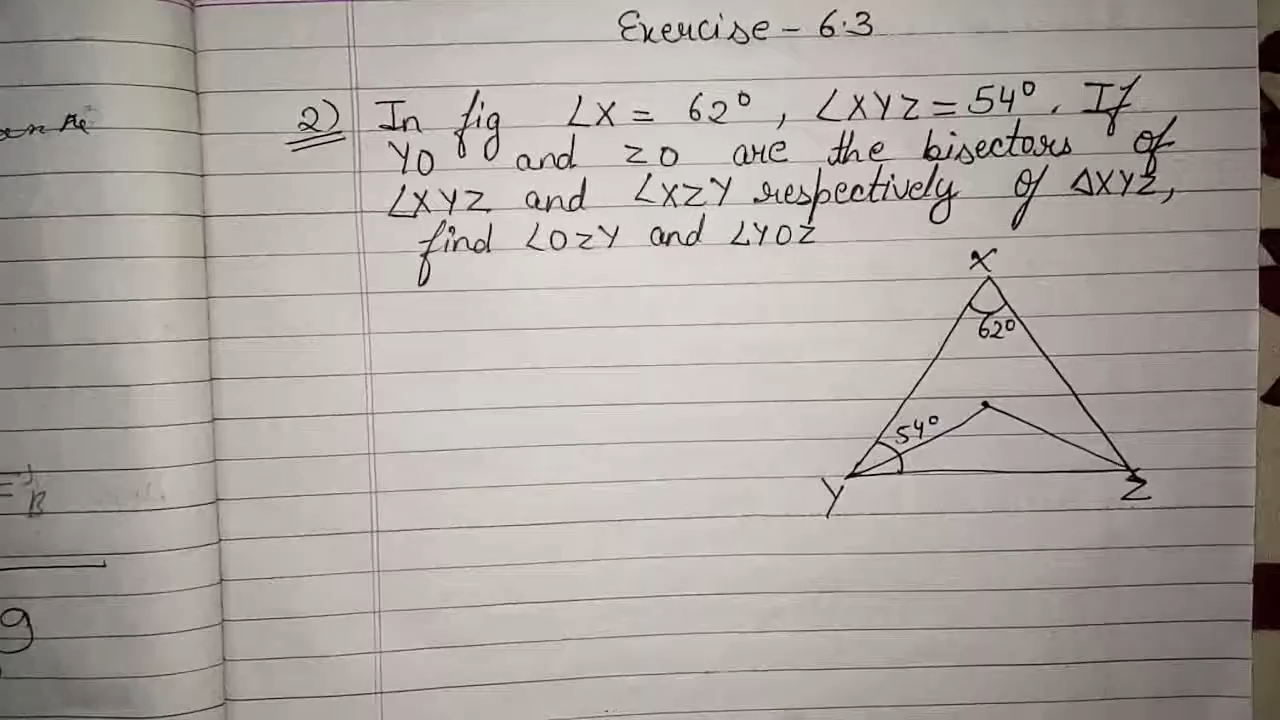 Exercise - 6.3
2) In fig ∠X = 62°, ∠XYZ = 54°. If
YO and ZO are the bisectors of
∠XYZ and ∠XZY respectively of ΔXYZ,
find ∠OZY and ∠YOZ
X
62°
54°
Y
Z
9